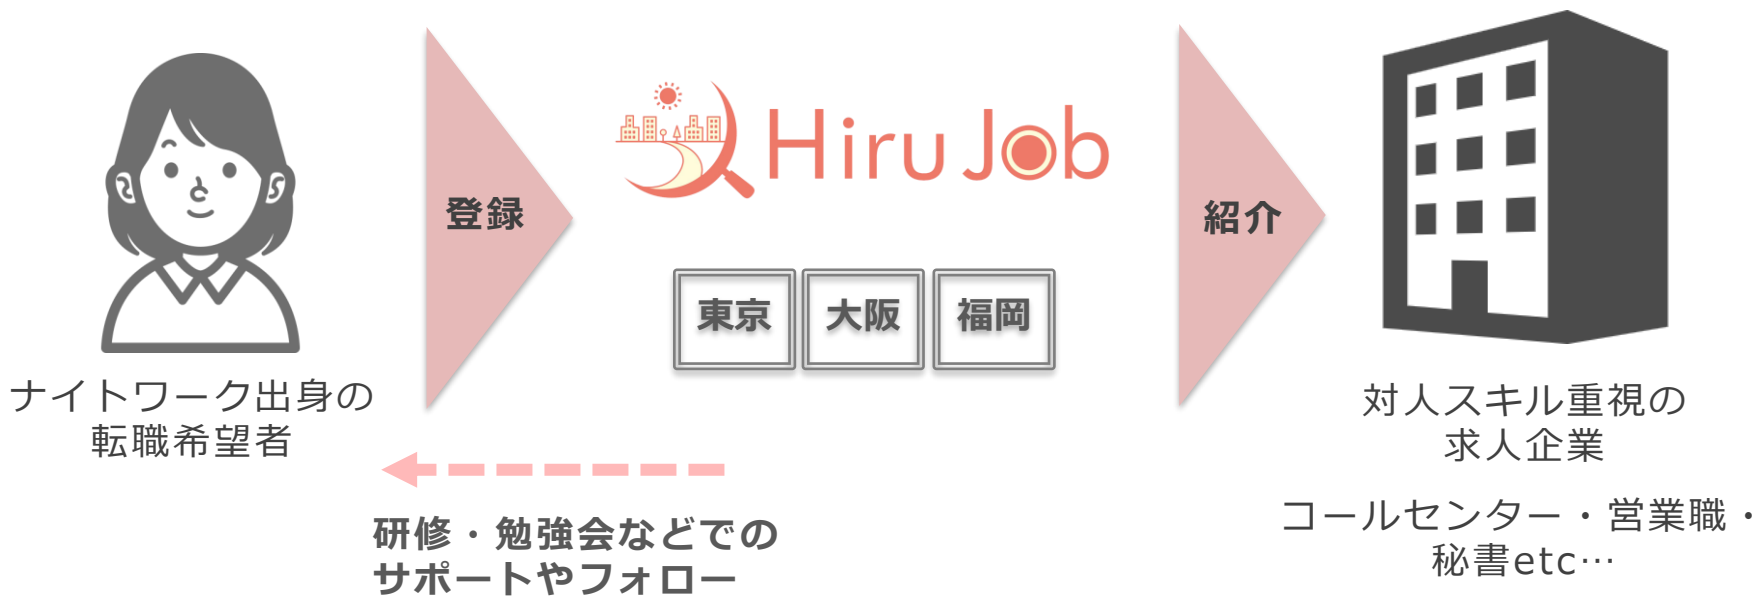 ナイトワーク出身の
転職希望者
登録
Hiru Job
東京
大阪
福岡
研修・勉強会などでの
サポートやフォロー
紹介
対人スキル重視の
求人企業
コールセンター・営業職・
秘書etc…